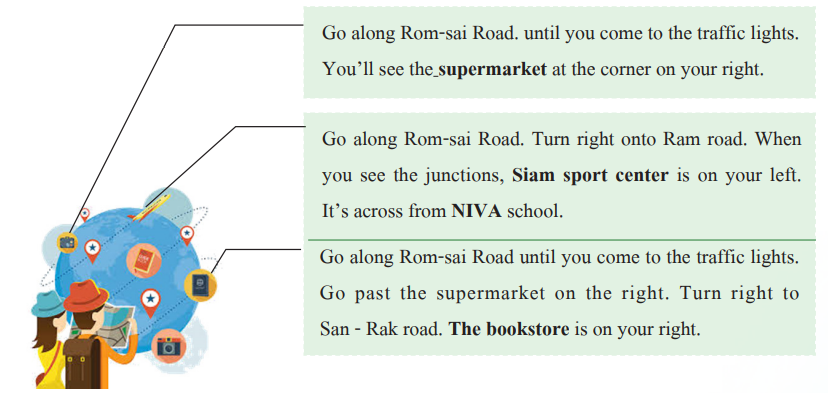 Go along Rom-sai Road. until you come to the traffic lights.
You'll see the supermarket at the corner on your right.
Go along Rom-sai Road. Turn right onto Ram road. When
you see the junctions, Siam sport center is on your left.
It's across from NIVA school.
Go along Rom-sai Road until you come to the traffic lights.
Go past the supermarket on the right. Turn right to
San - Rak road. The bookstore is on your right.